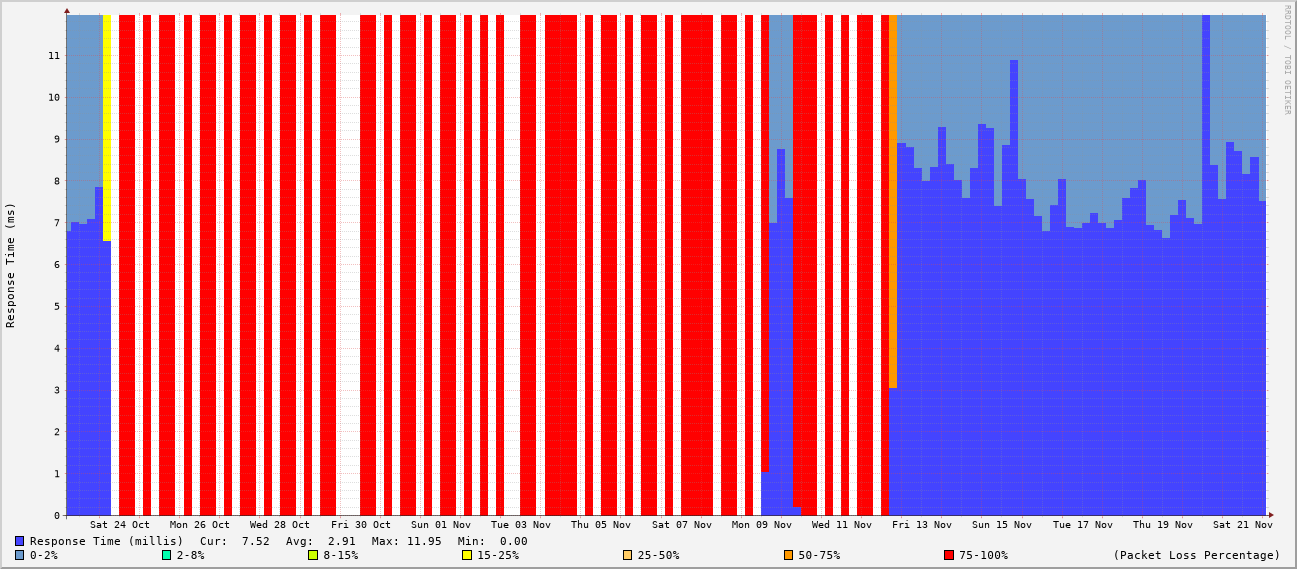 RRDTOOL / TOBI OETIKER
Response Time (ms)
11
10
9
8
7
6
5
4
3
2
1
0
Sat 24 Oct Mon 26 Oct Wed 28 Oct Fri 30 Oct Sun 01 Nov Tue 03 Nov Thu 05 Nov Sat 07 Nov Mon 09 Nov Wed 11 Nov Fri 13 Nov Sun 15 Nov Tue 17 Nov Thu 19 Nov Sat 21 Nov
Response Time (millis) Cur: 7.52 Avg: 2.91 Max: 11.95 Min: 0.00
0-2% 2-8% 8-15% 15-25% 25-50% 50-75% 75-100% (Packet Loss Percentage)